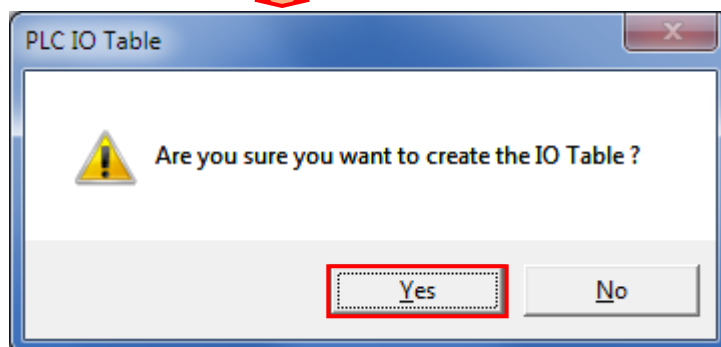 PLC IO Table
Are you sure you want to create the IO Table ?
Yes
No